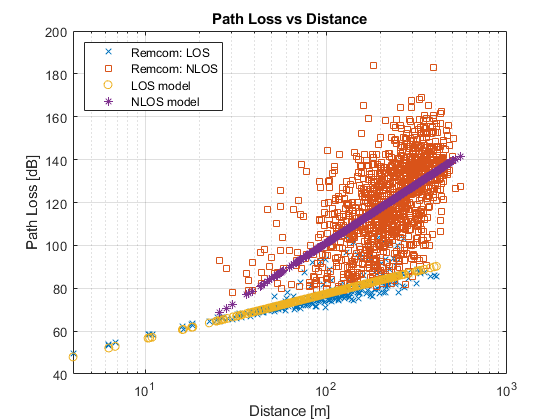 Path Loss vs Distance
Remcom: LOS
Remcom: NLOS
LOS model
NLOS model
Path Loss [dB]
200
180
160
140
120
100
80
60
40
10^1
10^2
10^3
Distance [m]